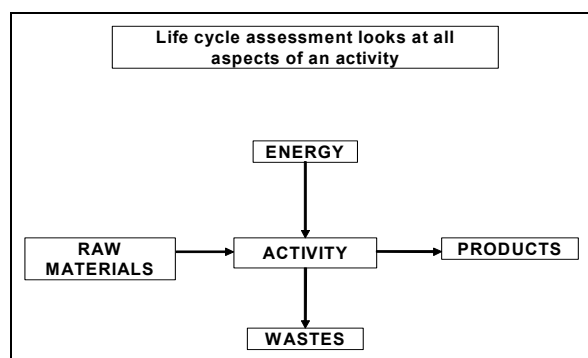 Life cycle assessment looks at all
aspects of an activity
ENERGY
RAW
MATERIALS
ACTIVITY
PRODUCTS
WASTES